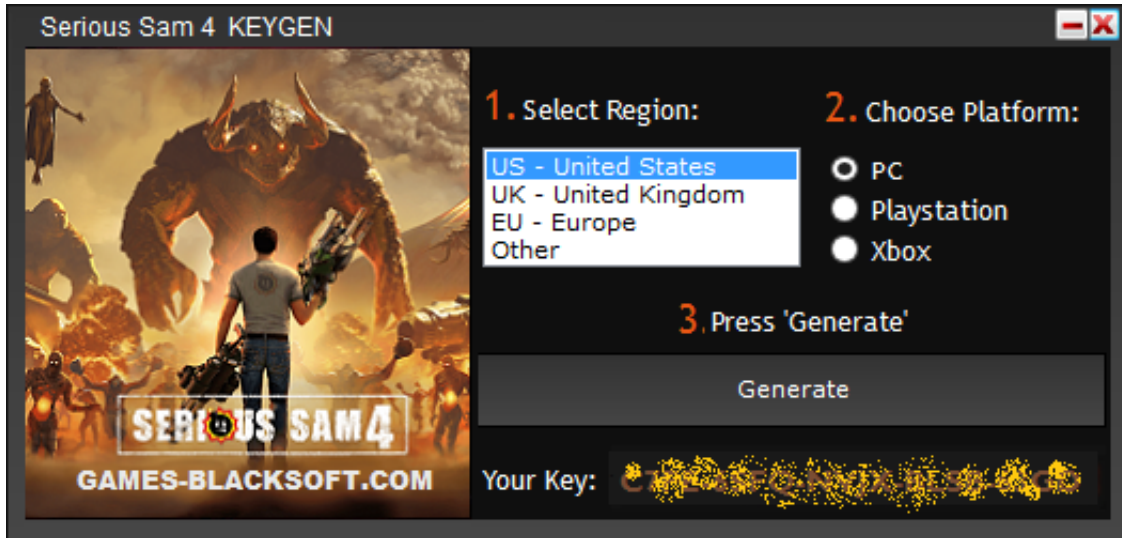 Serious Sam 4 KEYGEN
1. Select Region:
US - United States
UK - United Kingdom
EU - Europe
Other
2. Choose Platform:
PC
Playstation
Xbox
3. Press 'Generate'
Generate
SERIOUS SAM 4
GAMES-BLACKSOFT.COM
Your Key: